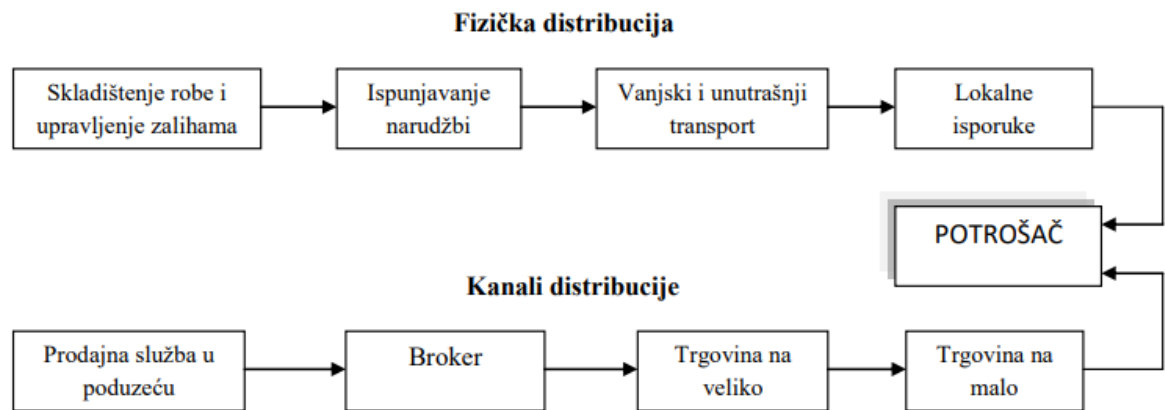 Fizička distribucija
Skladištenje robe i
upravljenje zalihama
Ispunjavanje
narudžbi
Vanjski i unutrašnji
transport
Lokalne
isporuke
POTROŠAČ
Kanali distribucije
Prodajna služba u
poduzeću
Broker
Trgovina na
veliko
Trgovina na
malo